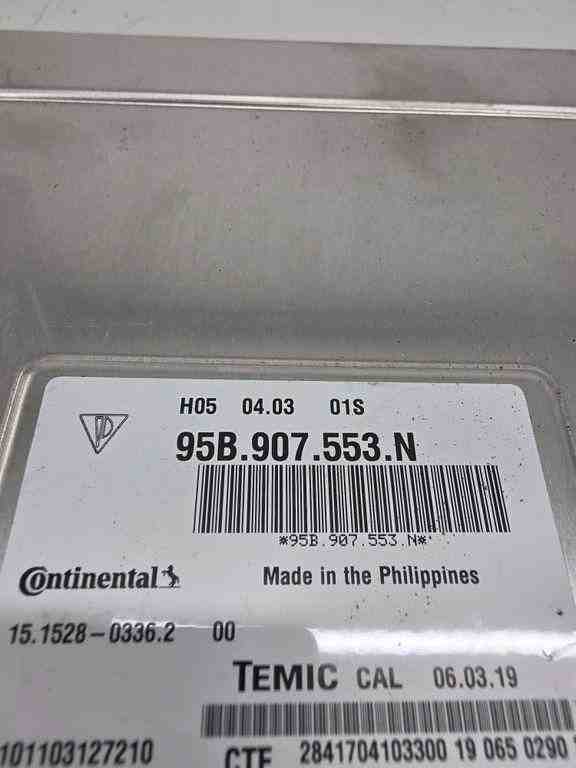 H05 04.03 01S
95B.907.553.N
*95B.907.553.N*
Continental
Made in the Philippines
15.1528-0336.2 00
TEMIC CAL 06.03.19
101103127210 CTF 2841704103300 19 065 0290